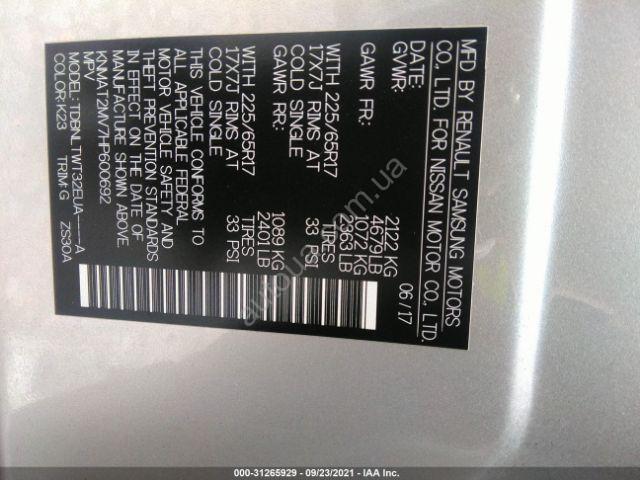 MFD BY RENAULT SAMSUNG MOTORS
CO., LTD. FOR NISSAN MOTOR CO., LTD.
DATE: 06/17
GVWR: 2122 KG
4679 LB
GAWR FR: 1072 KG
2363 LB
WITH 225/65R17 TIRES
17X7J RIMS AT 33 PSI
COLD SINGLE
GAWR RR: 1089 KG
2401 LB
WITH 225/65R17 TIRES
17X7J RIMS AT 33 PSI
COLD SINGLE
THIS VEHICLE CONFORMS TO
ALL APPLICABLE FEDERAL
MOTOR VEHICLE SAFETY AND
THEFT PREVENTION STANDARDS
IN EFFECT ON THE DATE OF
MANUFACTURE SHOWN ABOVE.
KNMAT2MV7HP600692
MPV
TDBNLTWT32EUA-----A
COLOR:K23 TRIM:G ZS30A
000-31265929 - 09/23/2021 - IAA Inc.